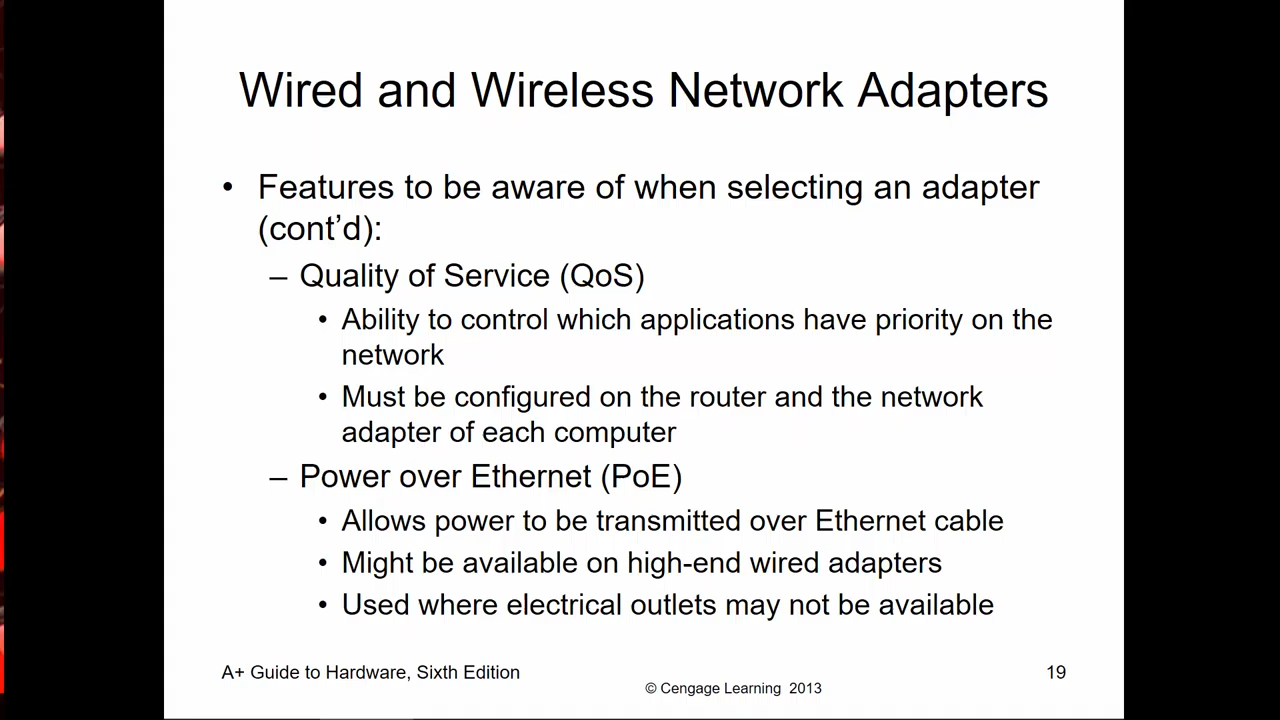 Wired and Wireless Network Adapters
• Features to be aware of when selecting an adapter
(cont’d):
– Quality of Service (QoS)
• Ability to control which applications have priority on the
network
• Must be configured on the router and the network
adapter of each computer
– Power over Ethernet (PoE)
• Allows power to be transmitted over Ethernet cable
• Might be available on high-end wired adapters
• Used where electrical outlets may not be available
A+ Guide to Hardware, Sixth Edition
© Cengage Learning 2013
19